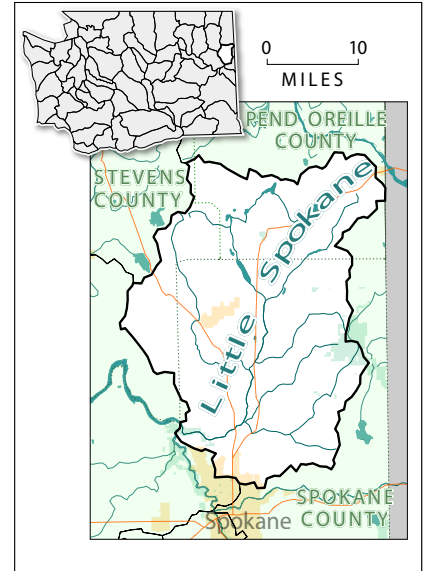 0 10
MILES
PEND OREILLE
COUNTY
STEVENS
COUNTY
Little Spokane
SPOKANE
COUNTY
Spokane